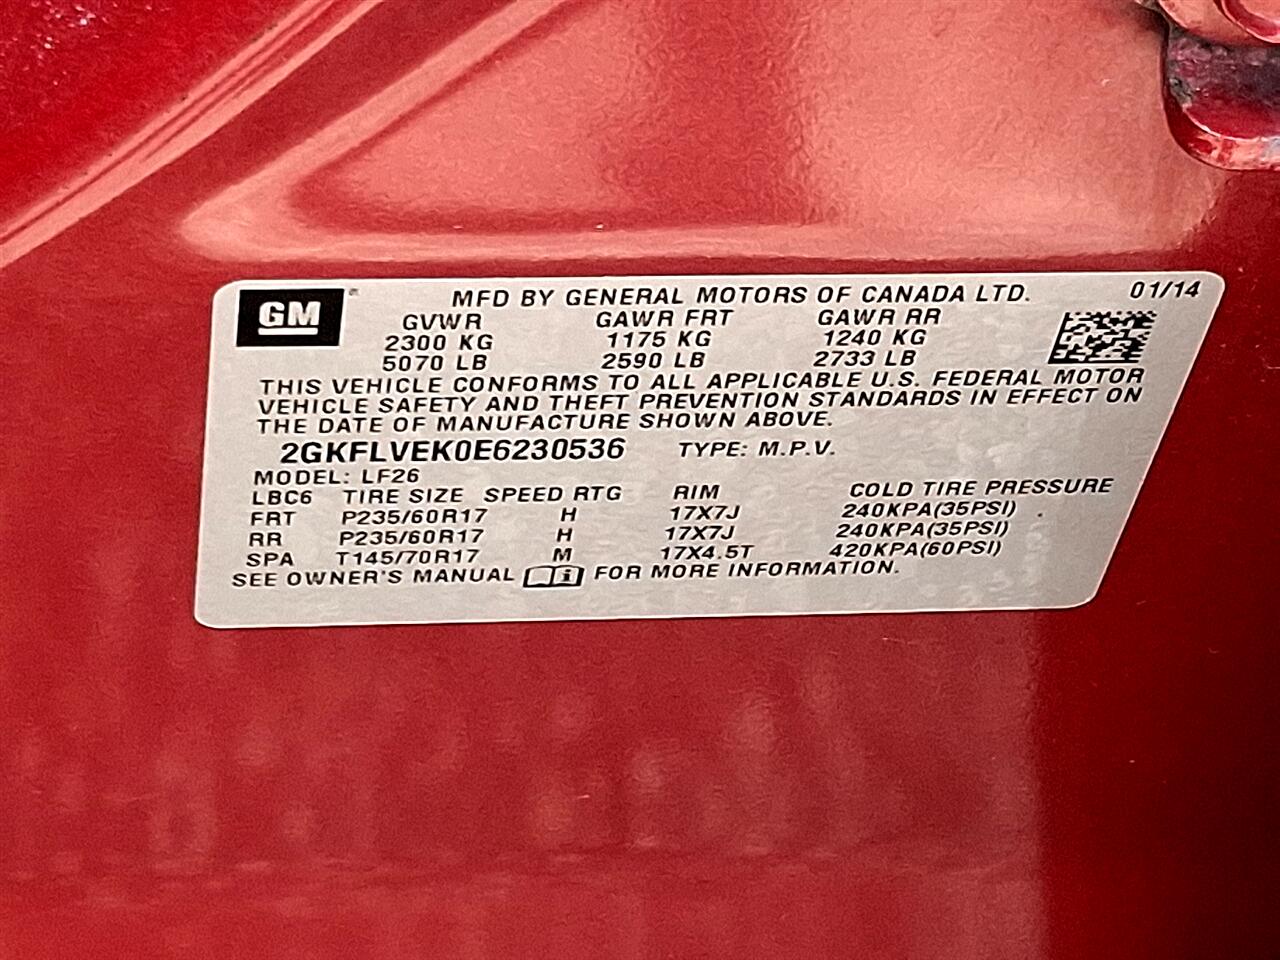 GM ® MFD BY GENERAL MOTORS OF CANADA LTD. 01/14
GVWR GAWR FRT GAWR RR
2300 KG 1175 KG 1240 KG
5070 LB 2590 LB 2733 LB
THIS VEHICLE CONFORMS TO ALL APPLICABLE U.S. FEDERAL MOTOR
VEHICLE SAFETY AND THEFT PREVENTION STANDARDS IN EFFECT ON
THE DATE OF MANUFACTURE SHOWN ABOVE.
2GKFLVEK0E6230536 TYPE: M.P.V.
MODEL: LF26
LBC6 TIRE SIZE SPEED RTG RIM COLD TIRE PRESSURE
FRT P235/60R17 H 17X7J 240KPA(35PSI)
RR P235/60R17 H 17X7J 240KPA(35PSI)
SPA T145/70R17 M 17X4.5T 420KPA(60PSI)
SEE OWNER'S MANUAL i FOR MORE INFORMATION.